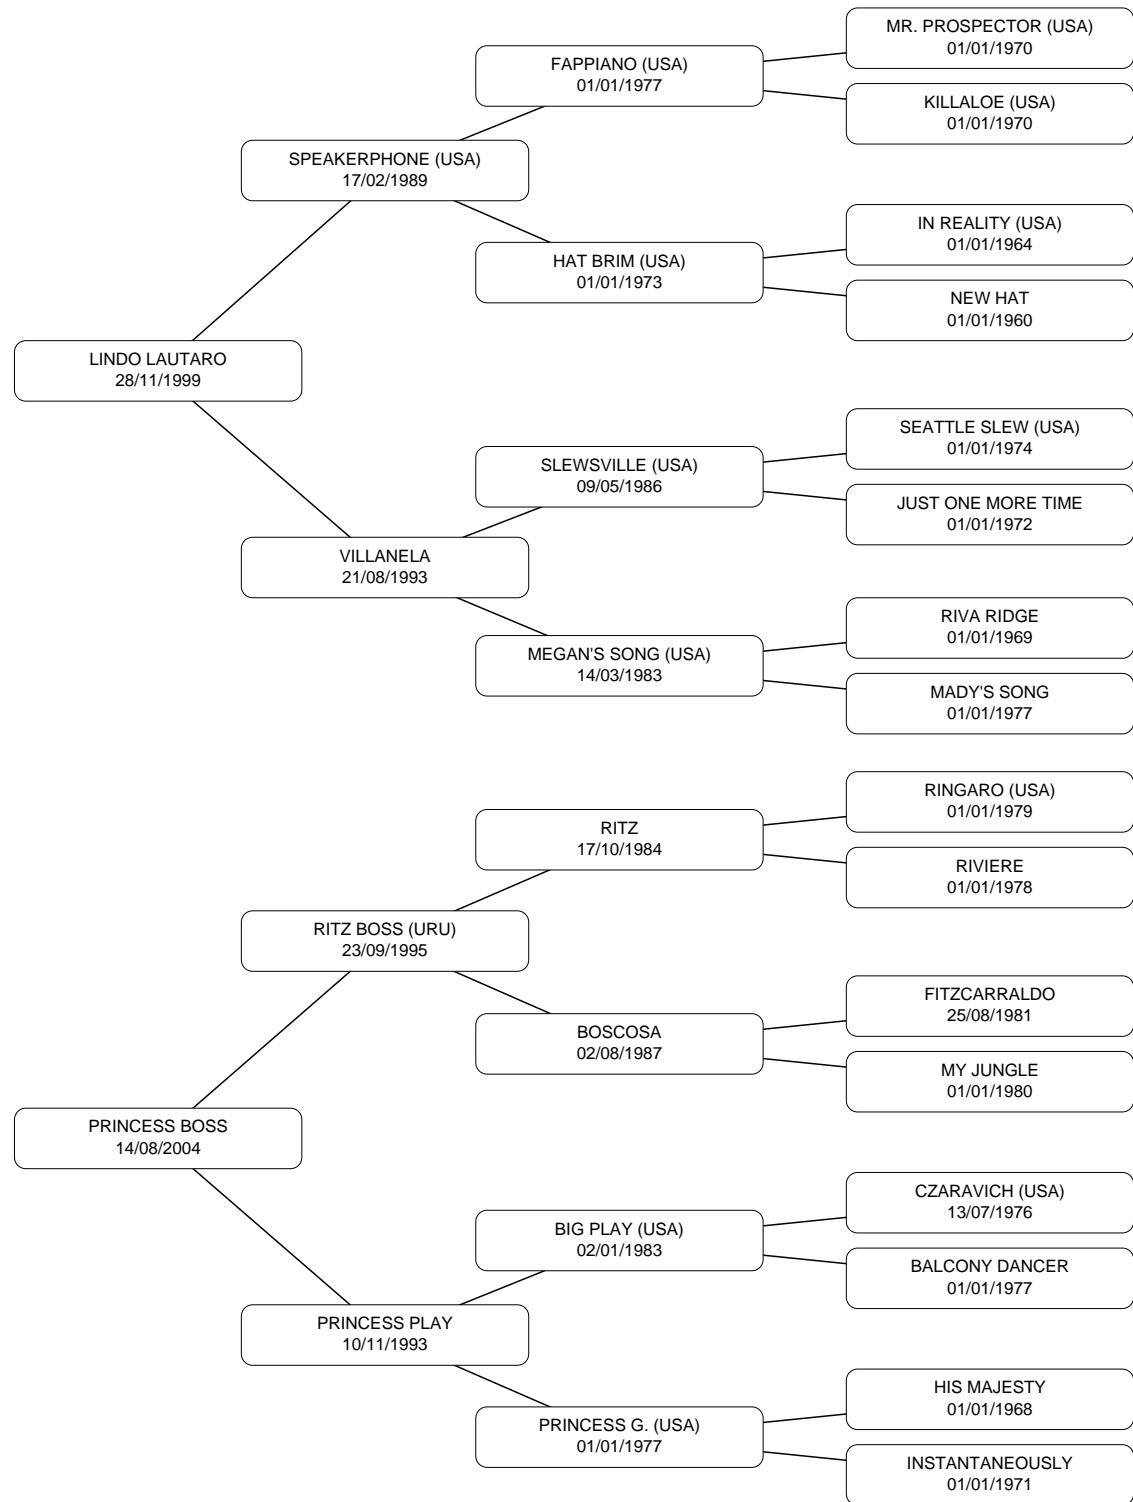 MR. PROSPECTOR (USA)
01/01/1970
FAPPIANO (USA)
01/01/1977
KILLALOE (USA)
01/01/1970
SPEAKERPHONE (USA)
17/02/1989
IN REALITY (USA)
01/01/1964
HAT BRIM (USA)
01/01/1973
NEW HAT
01/01/1960
LINDO LAUTARO
28/11/1999
SEATTLE SLEW (USA)
01/01/1974
SLEWSVILLE (USA)
09/05/1986
JUST ONE MORE TIME
01/01/1972
VILLANELA
21/08/1993
RIVA RIDGE
01/01/1969
MEGAN'S SONG (USA)
14/03/1983
MADY'S SONG
01/01/1977
RINGARO (USA)
01/01/1979
RITZ
17/10/1984
RIVIERE
01/01/1978
RITZ BOSS (URU)
23/09/1995
FITZCARRALDO
25/08/1981
BOSCOSA
02/08/1987
MY JUNGLE
01/01/1980
PRINCESS BOSS
14/08/2004
CZARAVICH (USA)
13/07/1976
BIG PLAY (USA)
02/01/1983
BALCONY DANCER
01/01/1977
PRINCESS PLAY
10/11/1993
HIS MAJESTY
01/01/1968
PRINCESS G. (USA)
01/01/1977
INSTANTANEOUSLY
01/01/1971